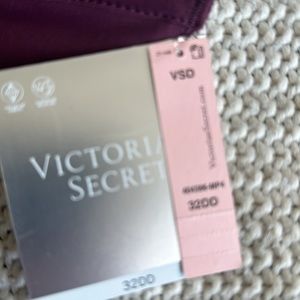 VSD
VictoriasSecret.com
VICTORIA
SECRET
32DD
32DD